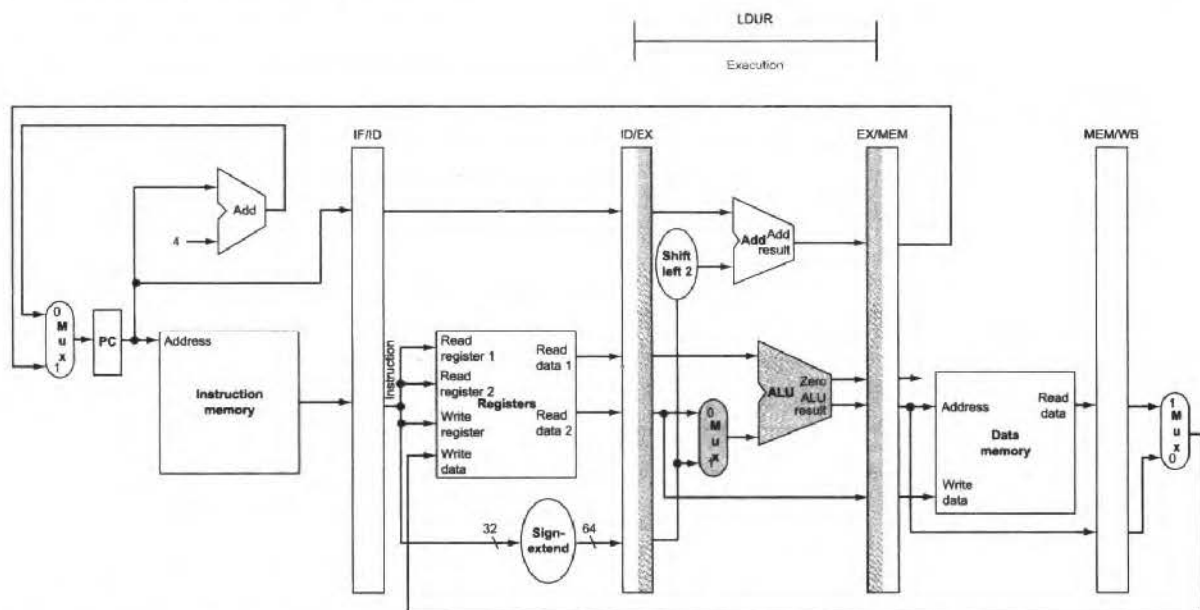 LDUR
Execution
IF/ID
ID/EX
EX/MEM
MEM/WB
Add
4
Shift
left 2
Add Add
result
0
M
u
x
1
PC
Address
Instruction
memory
Instruction
Read
register 1
Read
register 2
Write
register
Write
data
Registers
Read
data 1
Read
data 2
32
Sign-
extend
64
0
M
u
x
1
ALU
Zero
ALU
result
Address
Read
data
Data
memory
Write
data
1
M
u
x
0